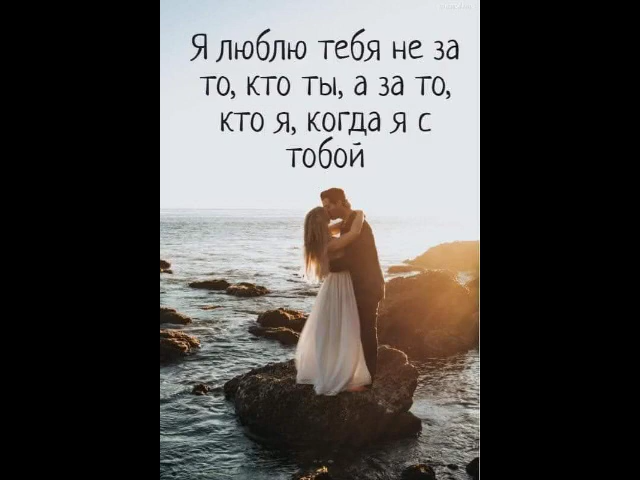 Я люблю тебя не за
то, кто ты, а за то,
кто я, когда я с
тобой